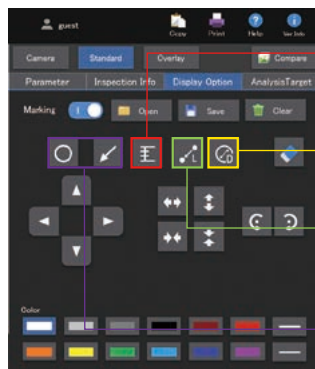 guest
Copy Print Help Ver.Info
Camera Standard Overlay Compare
Parameter Inspection Info Display Option AnalysisTarget
Marking I Open Save Clear
L D
Color